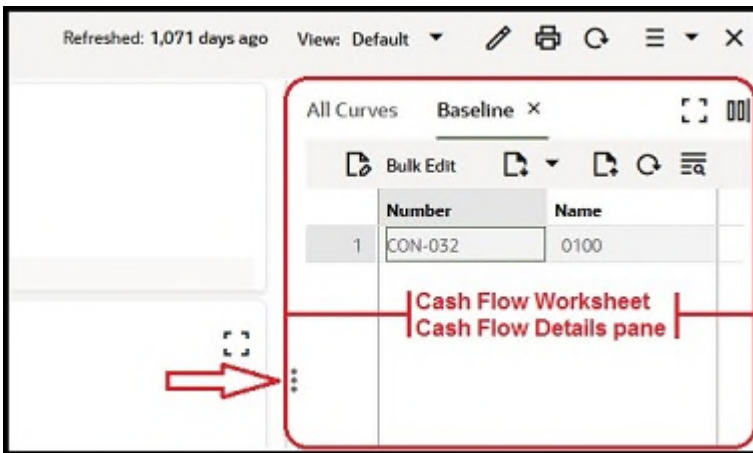 Refreshed: 1,071 days ago View: Default
All Curves Baseline
Bulk Edit
Number Name
1 CON-032 0100
Cash Flow Worksheet
Cash Flow Details pane